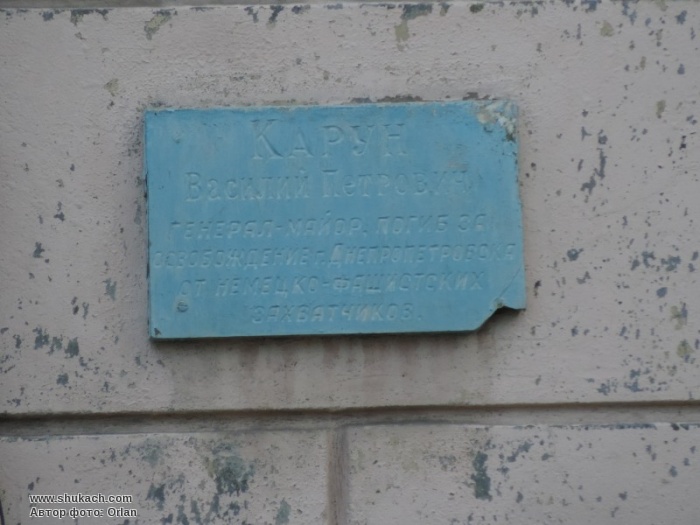 КАРУН
ВАСИЛИЙ ПЕТРОВИЧ
ГЕНЕРАЛ-МАЙОР, ПОГИБ ЗА
ОСВОБОЖДЕНИЕ Г. ДНЕПРОПЕТРОВСКА
ОТ НЕМЕЦКО-ФАШИСТСКИХ
ЗАХВАТЧИКОВ.
www.shukach.com
Автор фото: Orlan